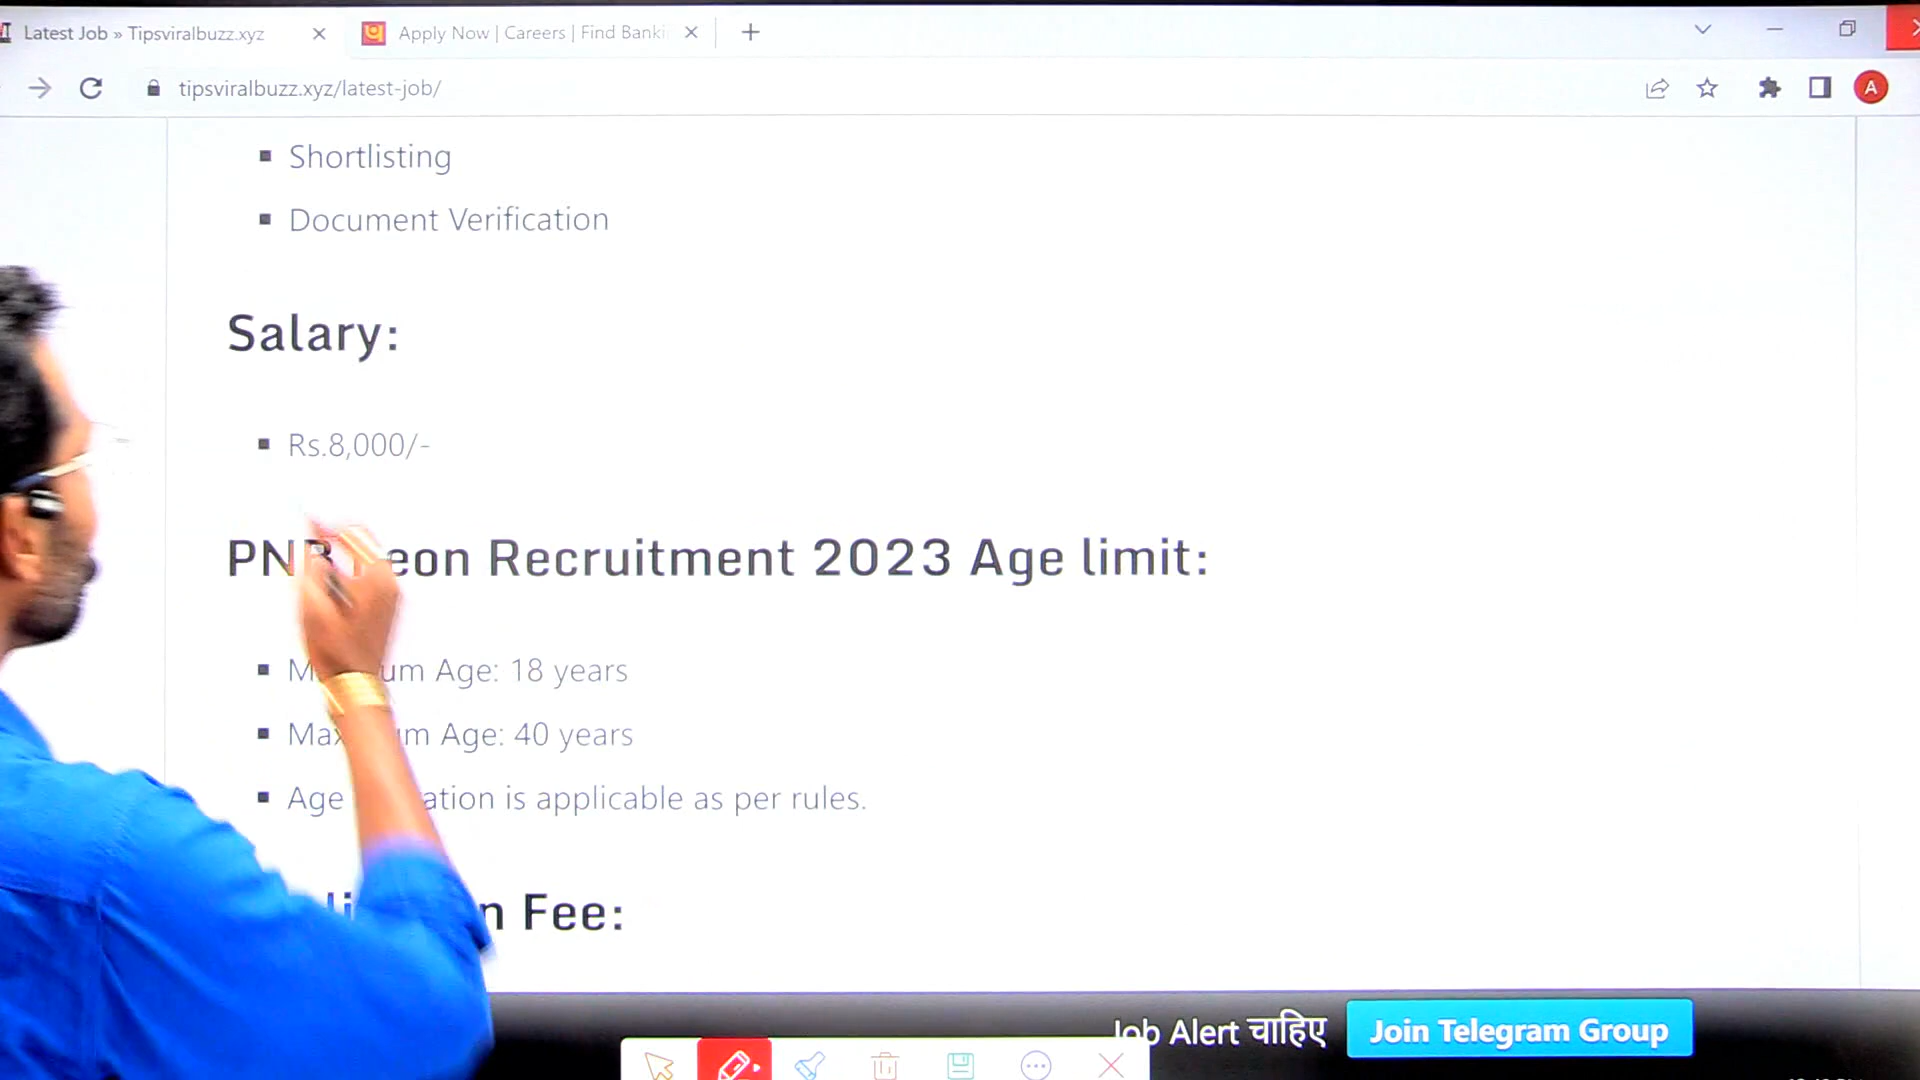 Latest Job » Tipsviralbuzz.xyz
Apply Now | Careers | Find Banki
tipsviralbuzz.xyz/latest-job/
A
Shortlisting
Document Verification
Salary:
Rs.8,000/-
PNB eon Recruitment 2023 Age limit:
um Age: 18 years
Max m Age: 40 years
Age ation is applicable as per rules.
n Fee:
Job Alert चाहिए
Join Telegram Group